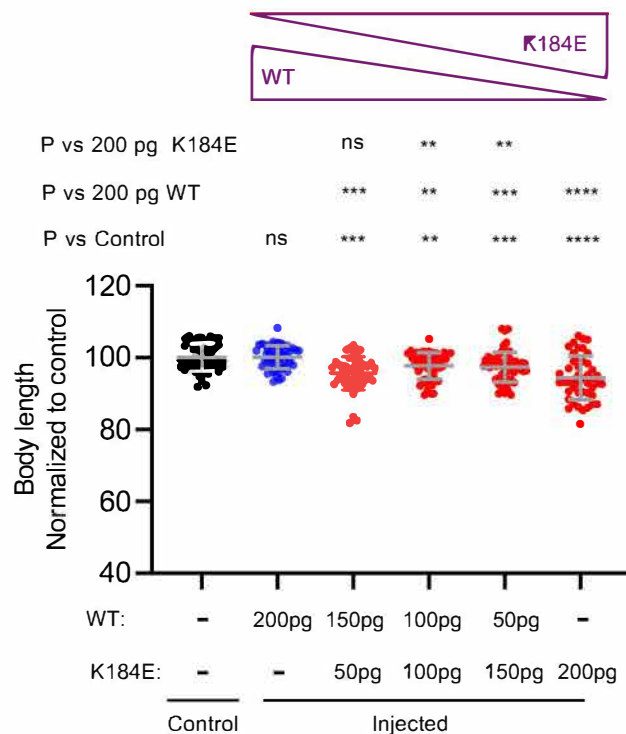 K184E
WT
P vs 200 pg K184E ns ** **
P vs 200 pg WT *** ** *** ****
P vs Control ns *** ** *** ****
120
100
80
60
40
Body length
Normalized to control
WT: - 200pg 150pg 100pg 50pg -
K184E: - - 50pg 100pg 150pg 200pg
Control Injected